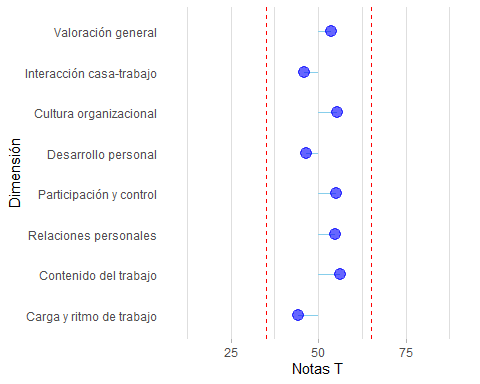 Valoración general
Interacción casa-trabajo
Cultura organizacional
Desarrollo personal
Participación y control
Relaciones personales
Contenido del trabajo
Carga y ritmo de trabajo
Dimensión
25
50
75
Notas T